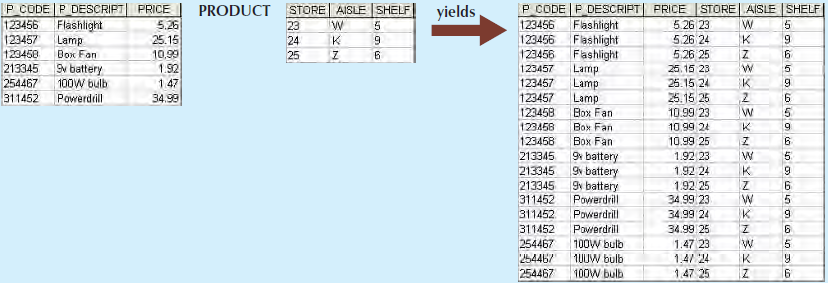 P_CODE P_DESCRIPT PRICE
123456 Flashlight 5.26
123457 Lamp 25.15
123458 Box Fan 10.99
213345 9v battery 1.92
254467 100W bulb 1.47
311452 Powerdrill 34.99
PRODUCT
STORE AISLE SHELF
23 W 5
24 K 9
25 Z 6
yields
P_CODE P_DESCRIPT PRICE STORE AISLE SHELF
123456 Flashlight 5.26 23 W 5
123456 Flashlight 5.26 24 K 9
123456 Flashlight 5.26 25 Z 6
123457 Lamp 25.15 23 W 5
123457 Lamp 25.15 24 K 9
123457 Lamp 25.15 25 Z 6
123458 Box Fan 10.99 23 W 5
123458 Box Fan 10.99 24 K 9
123458 Box Fan 10.99 25 Z 6
213345 9v battery 1.92 23 W 5
213345 9v battery 1.92 24 K 9
213345 9v battery 1.92 25 Z 6
311452 Powerdrill 34.99 23 W 5
311452 Powerdrill 34.99 24 K 9
311452 Powerdrill 34.99 25 Z 6
254467 100W bulb 1.47 23 W 5
254467 100W bulb 1.47 24 K 9
254467 100W bulb 1.47 25 Z 6